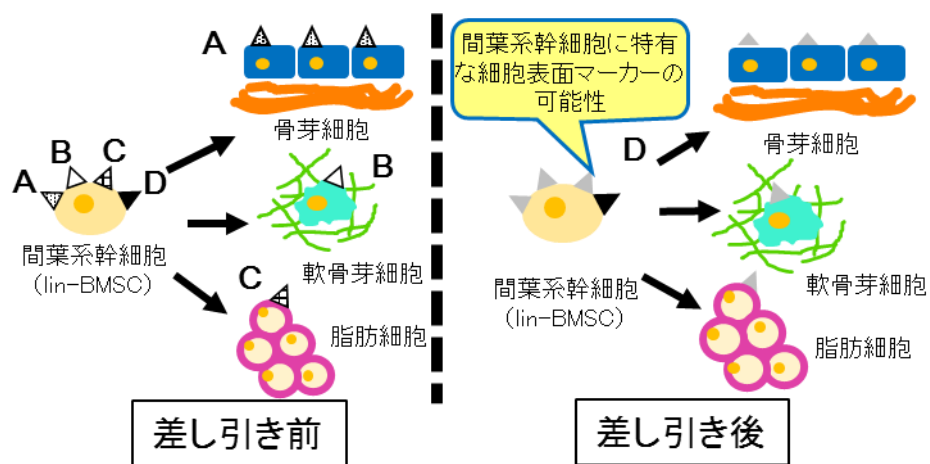 A
骨芽細胞
B
C
A
D
B
間葉系幹細胞
(lin-BMSC)
軟骨芽細胞
C
脂肪細胞
差し引き前
間葉系幹細胞に特有
な細胞表面マーカーの
可能性
D
骨芽細胞
間葉系幹細胞
(lin-BMSC)
軟骨芽細胞
脂肪細胞
差し引き後